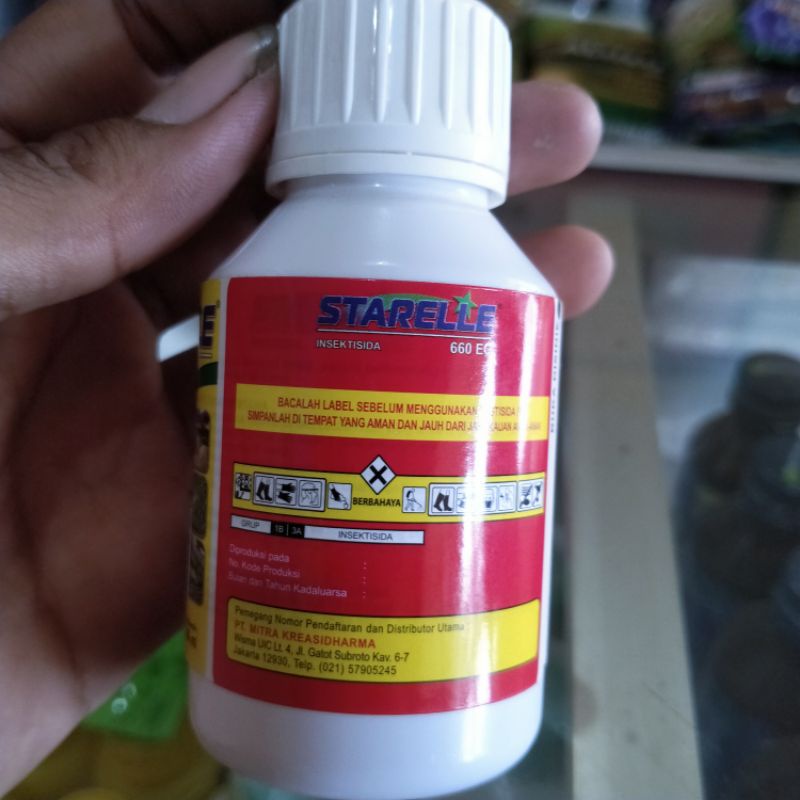 STARELLE
INSEKTISIDA 660 EC
BACALAH LABEL SEBELUM MENGGUNAKAN
SIMPANLAH DI TEMPAT YANG AMAN DAN JAUH DARI
BERBAHAYA
GRUP 1B 3A INSEKTISIDA
Diproduksi pada :
No. Kode Produksi :
Bulan dan Tahun Kadaluarsa :
Pemegang Nomor Pendaftaran dan Distributor Utama :
PT. MITRA KREASIDHARMA
Wisma UIC Lt. 4, Jl. Gatot Subroto Kav. 6-7
Jakarta 12930, Telp. (021) 57905245